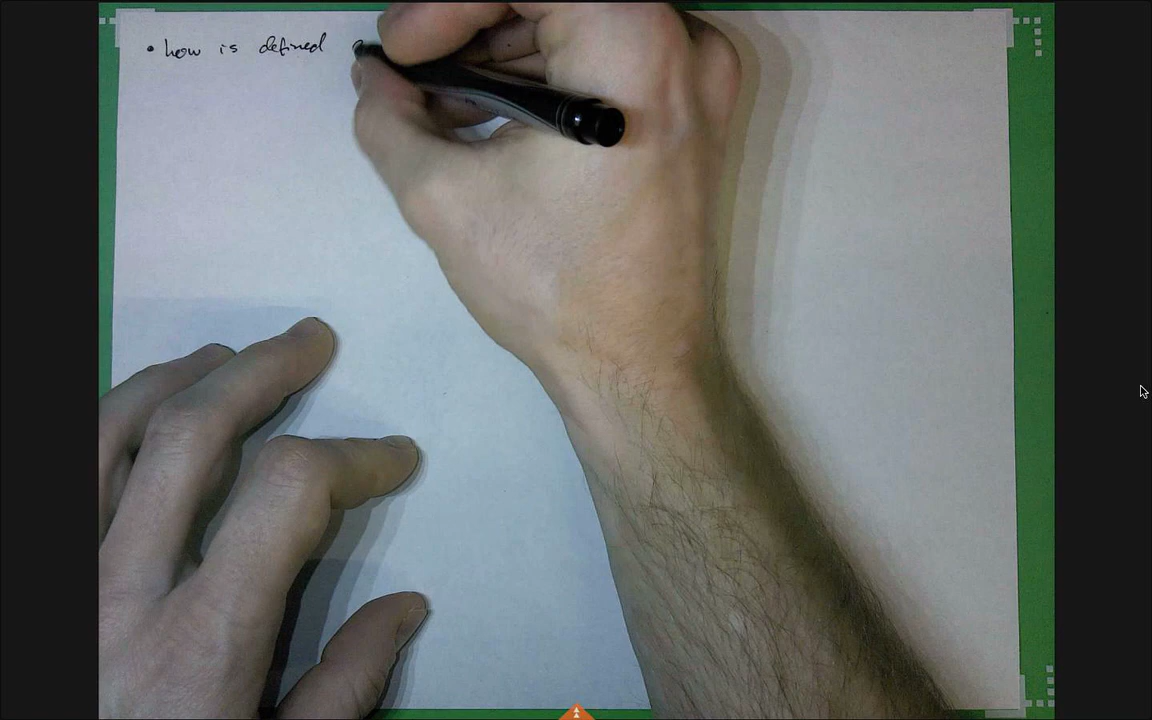 • how is defined